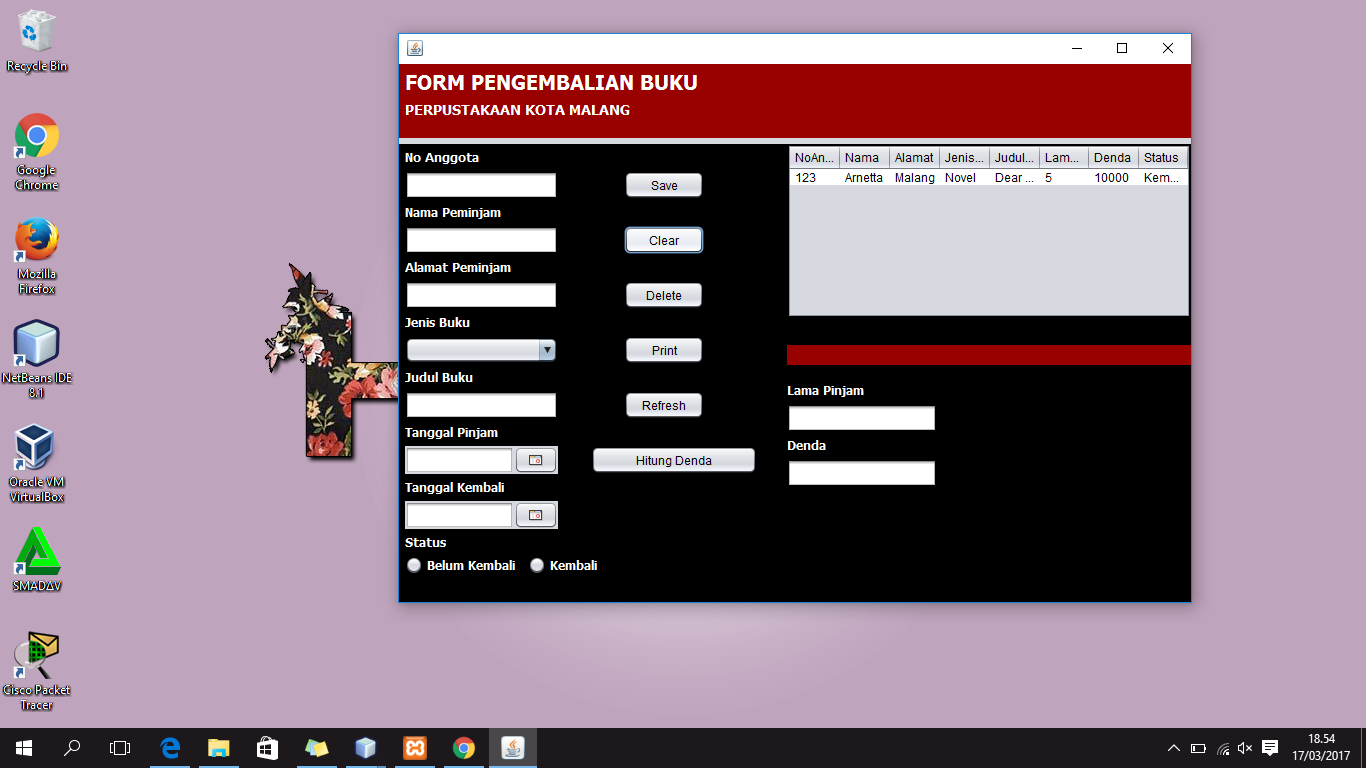 Recycle Bin
Google
Chrome
Mozilla
Firefox
NetBeans IDE
8.1
Oracle VM
VirtualBox
SMADΔV
Cisco Packet
Tracer
FORM PENGEMBALIAN BUKU
PERPUSTAKAAN KOTA MALANG
No Anggota
Save
Nama Peminjam
Clear
Alamat Peminjam
Delete
Jenis Buku
Print
Judul Buku
Refresh
Tanggal Pinjam
Hitung Denda
Tanggal Kembali
Status
Belum Kembali Kembali
NoAn... Nama Alamat Jenis... Judul... Lam... Denda Status
123 Arnetta Malang Novel Dear ... 5 10000 Kem...
Lama Pinjam
Denda
18.54
17/03/2017